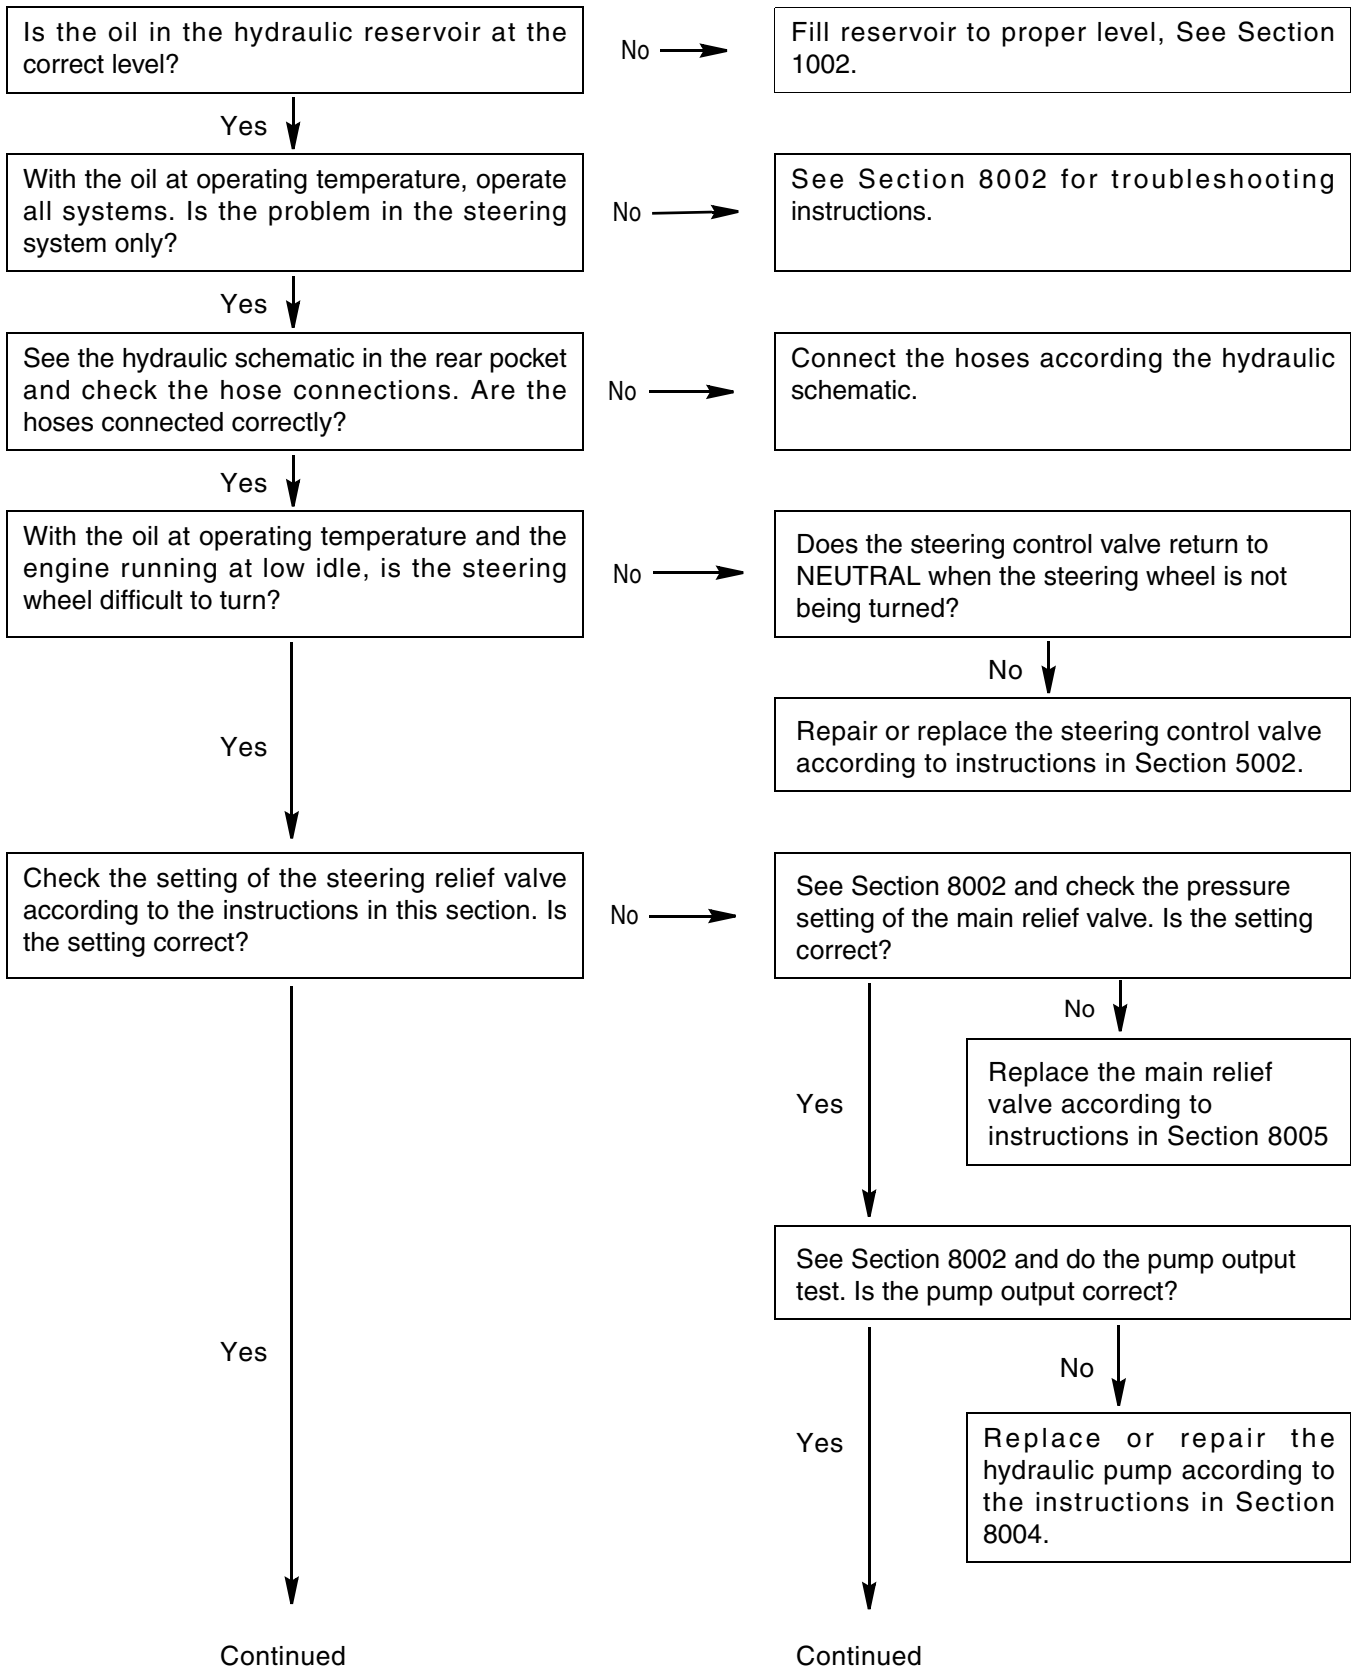 Is the oil in the hydraulic reservoir at the
correct level?
No
Fill reservoir to proper level, See Section
1002.
Yes
With the oil at operating temperature, operate
all systems. Is the problem in the steering
system only?
No
See Section 8002 for troubleshooting
instructions.
Yes
See the hydraulic schematic in the rear pocket
and check the hose connections. Are the
hoses connected correctly?
No
Connect the hoses according the hydraulic
schematic.
Yes
With the oil at operating temperature and the
engine running at low idle, is the steering
wheel difficult to turn?
No
Does the steering control valve return to
NEUTRAL when the steering wheel is not
being turned?
No
Repair or replace the steering control valve
according to instructions in Section 5002.
Yes
Check the setting of the steering relief valve
according to the instructions in this section. Is
the setting correct?
No
See Section 8002 and check the pressure
setting of the main relief valve. Is the setting
correct?
No
Replace the main relief
valve according to
instructions in Section 8005
Yes
See Section 8002 and do the pump output
test. Is the pump output correct?
Yes
No
Replace or repair the
hydraulic pump according to
the instructions in Section
8004.
Yes
Continued
Continued